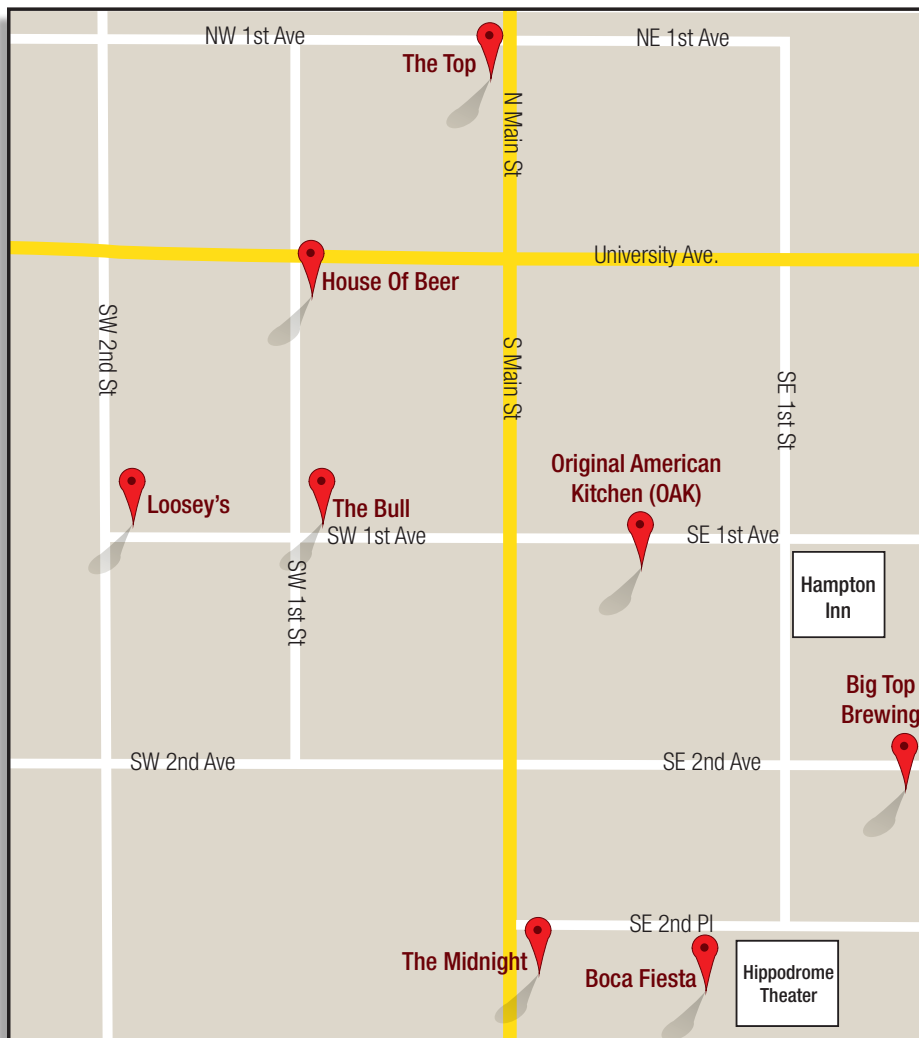 NW 1st Ave
NE 1st Ave
The Top
N Main St
University Ave.
House Of Beer
SW 2nd St
S Main St
SE 1st St
Original American
Kitchen (OAK)
Loosey's
The Bull
SW 1st Ave
SE 1st Ave
SW 1st St
Hampton
Inn
Big Top
Brewing
SW 2nd Ave
SE 2nd Ave
SE 2nd Pl
The Midnight
Boca Fiesta
Hippodrome
Theater